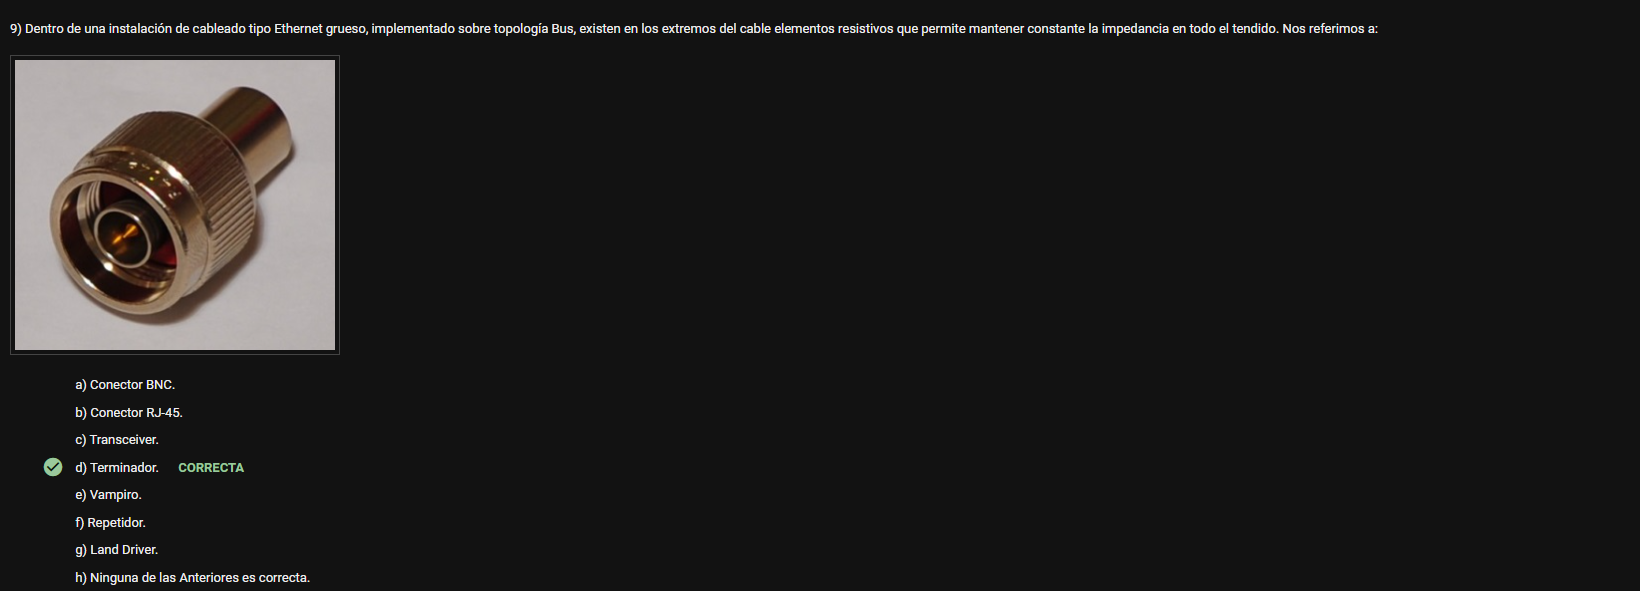 9) Dentro de una instalación de cableado tipo Ethernet grueso, implementado sobre topología Bus, existen en los extremos del cable elementos resistivos que permite mantener constante la impedancia en todo el tendido. Nos referimos a:
a) Conector BNC.
b) Conector RJ-45.
c) Transceiver.
d) Terminador. CORRECTA
e) Vampiro.
f) Repetidor.
g) Land Driver.
h) Ninguna de las Anteriores es correcta.